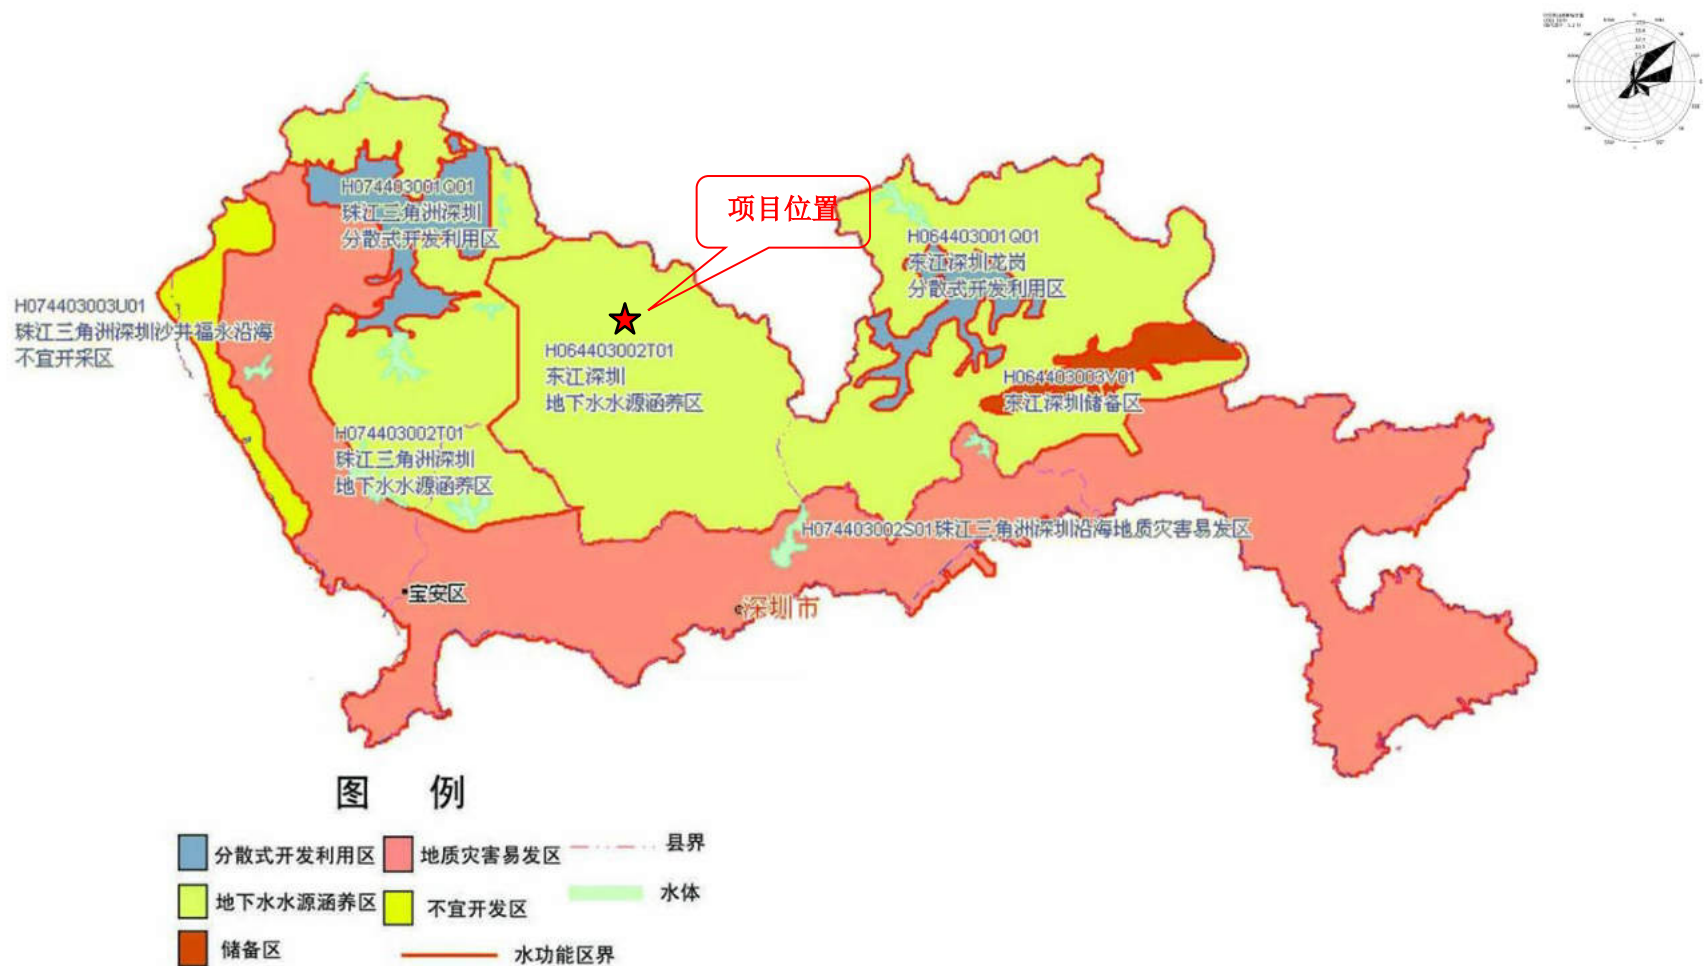 项目位置
H074403001Q01
珠江三角洲深圳
分散式开发利用区
H064403001Q01
东江深圳龙岗
分散式开发利用区
H074403003U01
珠江三角洲深圳沙井福永沿海
不宜开采区
H064403002T01
东江深圳
地下水水源涵养区
H064403003V01
东江深圳储备区
H074403002T01
珠江三角洲深圳
地下水水源涵养区
H074403002S01珠江三角洲深圳沿海地质灾害易发区
宝安区
深圳市
图 例
分散式开发利用区
地质灾害易发区
县界
地下水水源涵养区
不宜开发区
水体
储备区
水功能区界